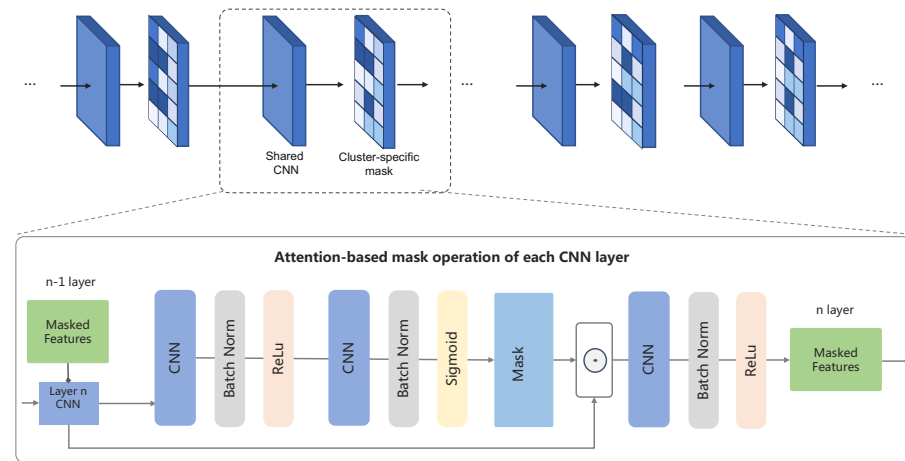 ...
...
...
Shared
CNN
Cluster-specific
mask
Attention-based mask operation of each CNN layer
n-1 layer
Masked
Features
Layer n
CNN
CNN
Batch Norm
ReLu
CNN
Batch Norm
Sigmoid
Mask
CNN
Batch Norm
ReLu
n layer
Masked
Features